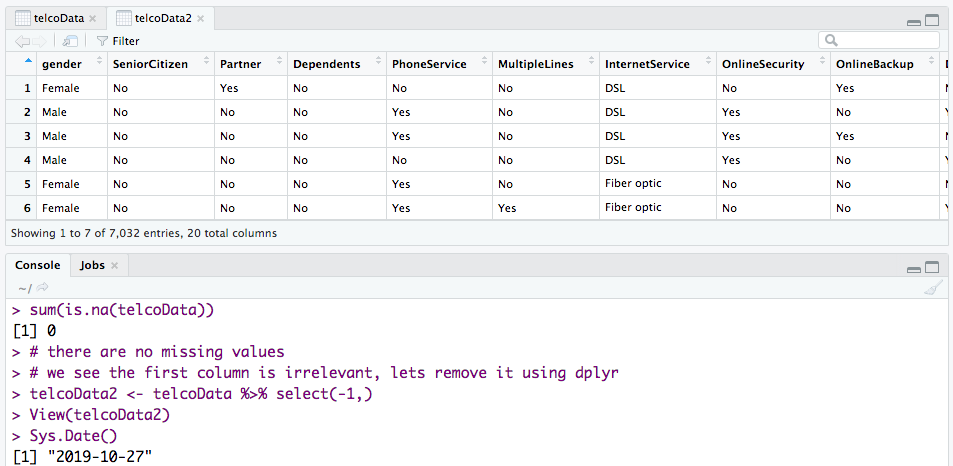 telcoData telcoData2
Filter
gender SeniorCitizen Partner Dependents PhoneService MultipleLines InternetService OnlineSecurity OnlineBackup
1 Female No Yes No No No DSL No Yes
2 Male No No No Yes No DSL Yes No
3 Male No No No Yes No DSL Yes Yes
4 Male No No No No No DSL Yes No
5 Female No No No Yes No Fiber optic No No
6 Female No No No Yes Yes Fiber optic No No
Showing 1 to 7 of 7,032 entries, 20 total columns
Console Jobs
~/
> sum(is.na(telcoData))
[1] 0
> # there are no missing values
> # we see the first column is irrelevant, lets remove it using dplyr
> telcoData2 <- telcoData %>% select(-1,)
> View(telcoData2)
> Sys.Date()
[1] "2019-10-27"